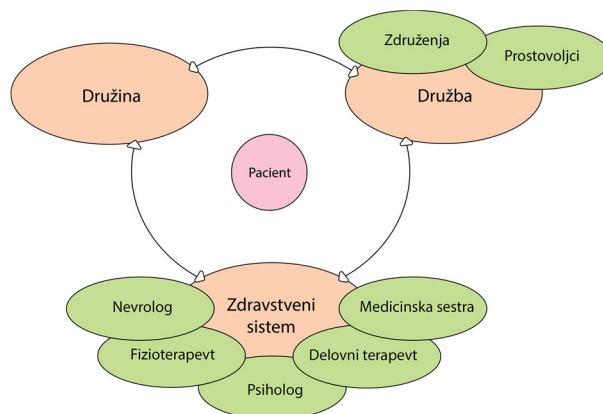 Združenja
Prostovoljci
Družina
Družba
Pacient
Nevrolog
Zdravstveni
sistem
Medicinska sestra
Fizioterapevt
Delovni terapevt
Psiholog